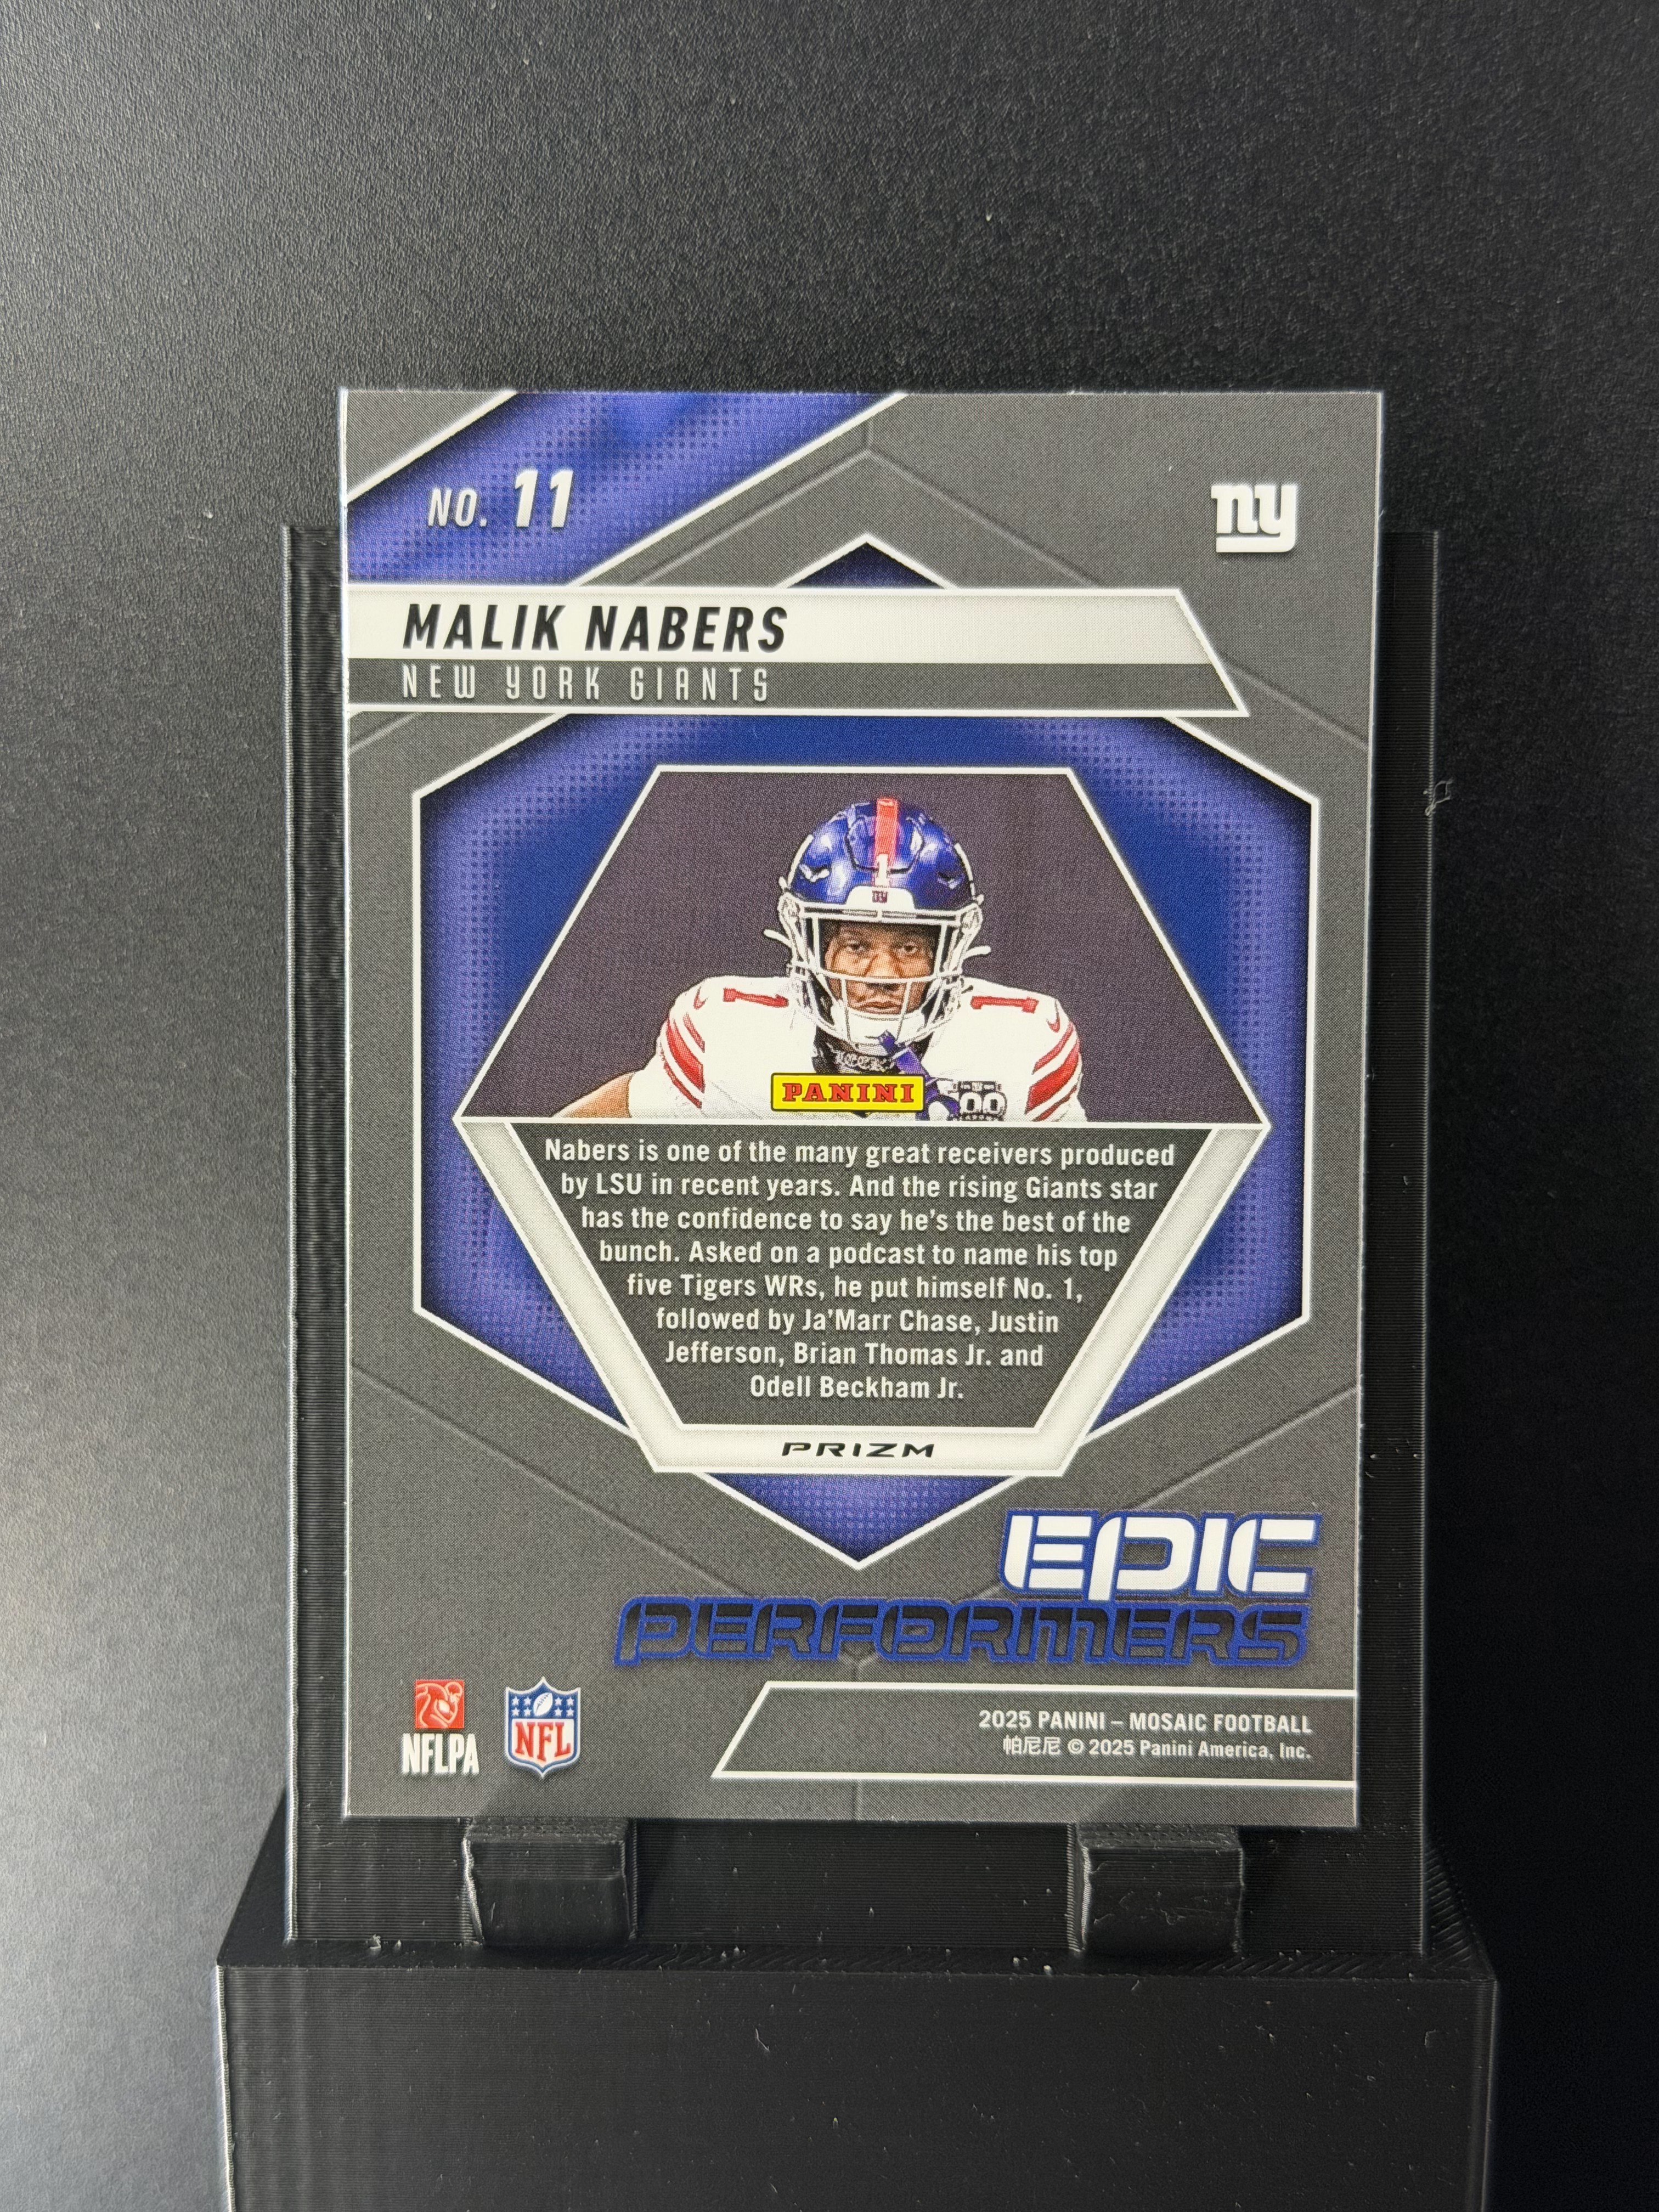 NO. 11
ny
MALIK NABERS
NEW YORK GIANTS
ny
1 1
PANINI
Nabers is one of the many great receivers produced
by LSU in recent years. And the rising Giants star
has the confidence to say he's the best of the
bunch. Asked on a podcast to name his top
five Tigers WRs, he put himself No. 1,
followed by Ja'Marr Chase, Justin
Jefferson, Brian Thomas Jr. and
Odell Beckham Jr.
PRIZM
EPIC
PERFORMERS
NFLPA
NFL
2025 PANINI – MOSAIC FOOTBALL
帕尼尼 © 2025 Panini America, Inc.